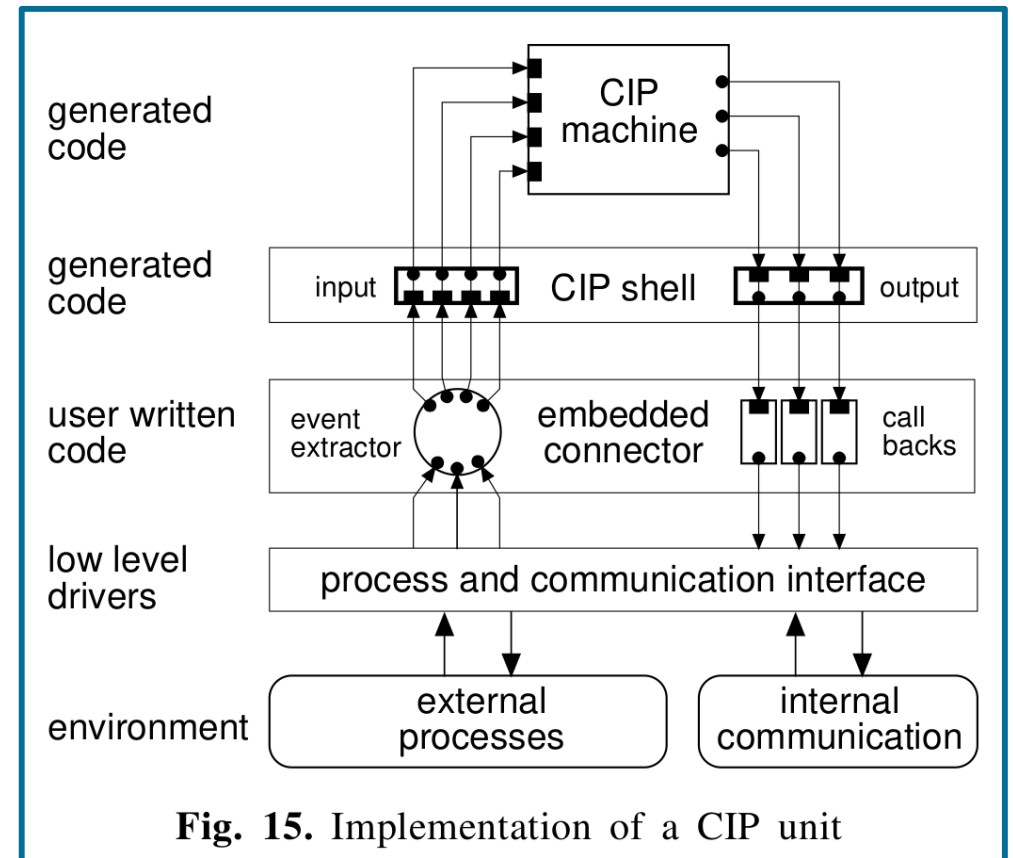 generated
code
CIP
machine
generated
code
input
CIP shell
output
user written
code
event
extractor
embedded
connector
call
backs
low level
drivers
process and communication interface
environment
external
processes
internal
communication
Fig. 15. Implementation of a CIP unit